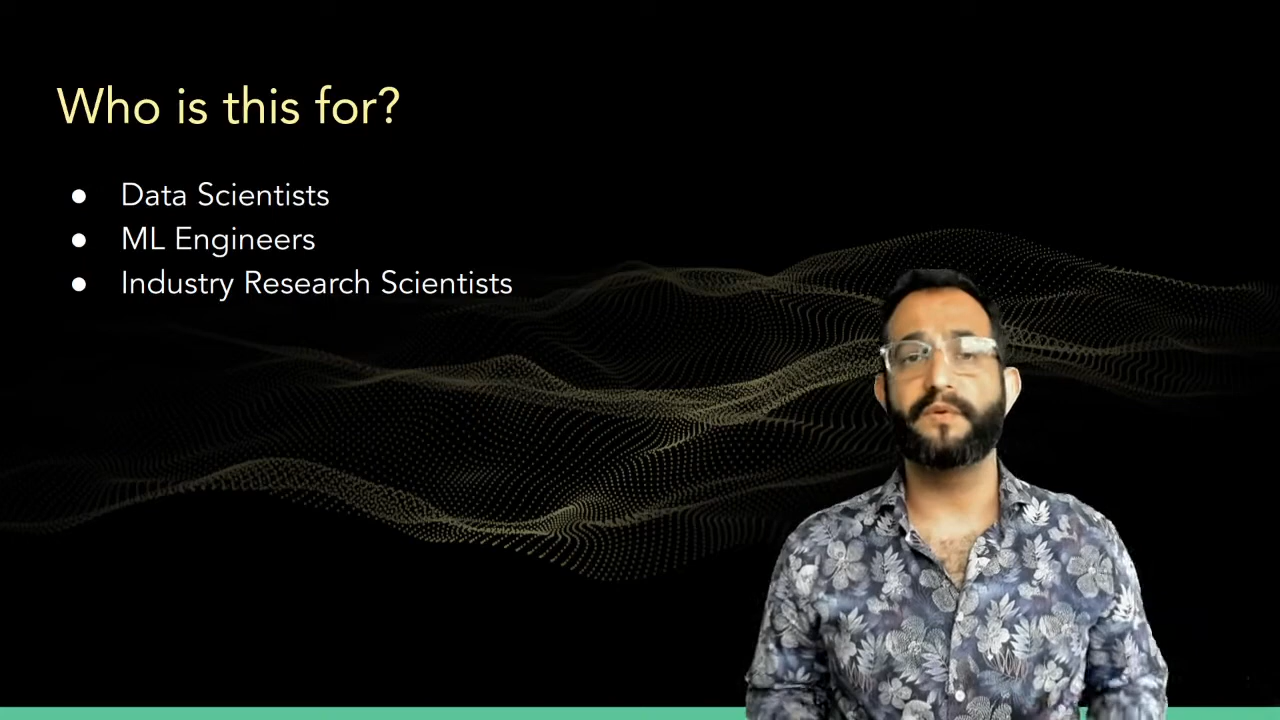 Who is this for?
● Data Scientists
● ML Engineers
● Industry Research Scientists